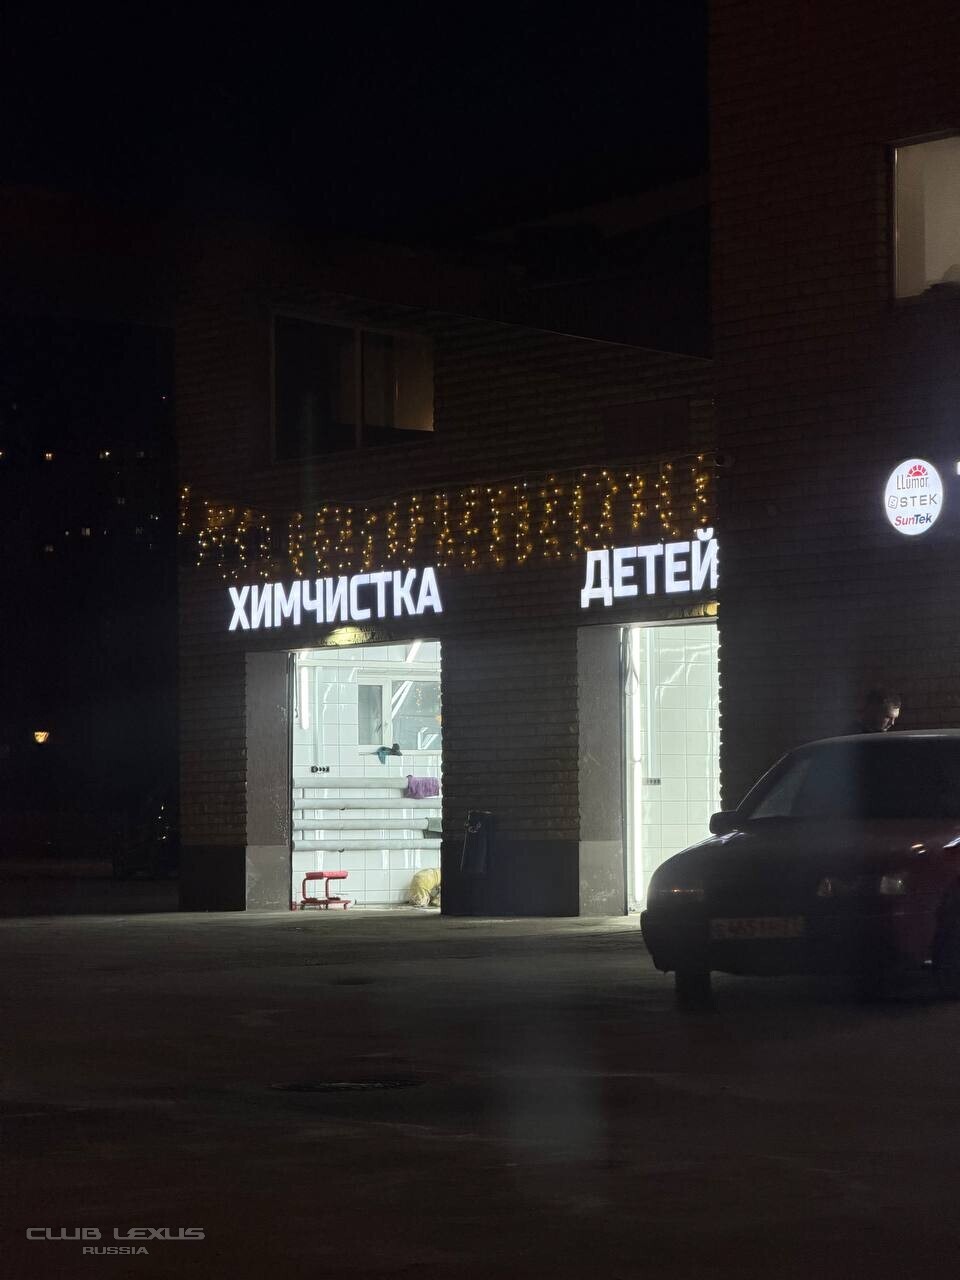 ХИМЧИСТКА
ДЕТЕЙ
LLumar
STEK
SunTek
CLUB LEXUS
RUSSIA